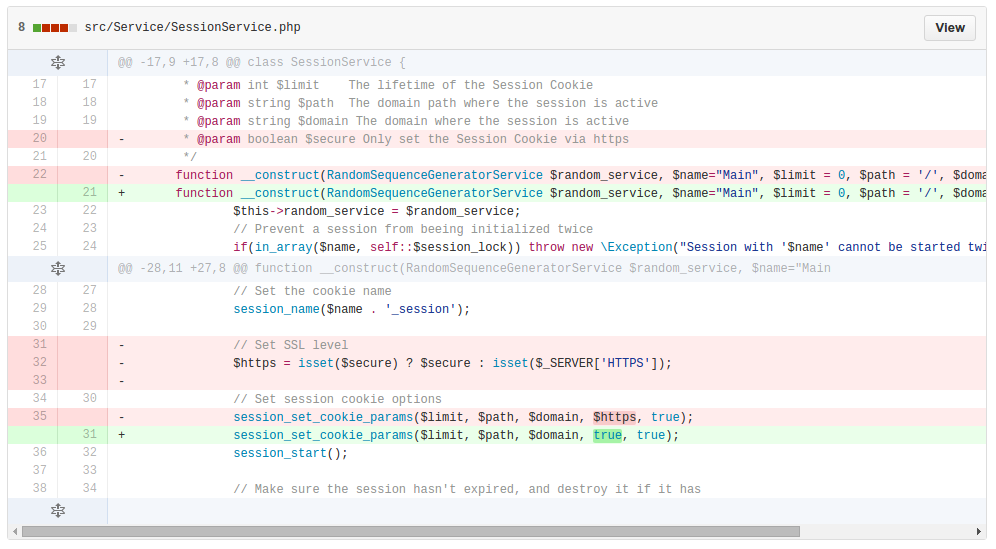 8 src/Service/SessionService.php View
@@ -17,9 +17,8 @@ class SessionService {
17 17 * @param int $limit    The lifetime of the Session Cookie
18 18 * @param string $path  The domain path where the session is active
19 19 * @param string $domain The domain where the session is active
20 - * @param boolean $secure Only set the Session Cookie via https
21 20 */
22 - function __construct(RandomSequenceGeneratorService $random_service, $name="Main", $limit = 0, $path = '/', $doma
21 + function __construct(RandomSequenceGeneratorService $random_service, $name="Main", $limit = 0, $path = '/', $doma
23 22 $this->random_service = $random_service;
24 23 // Prevent a session from beeing initialized twice
25 24 if(in_array($name, self::$session_lock)) throw new \Exception("Session with '$name' cannot be started twi
@@ -28,11 +27,8 @@ function __construct(RandomSequenceGeneratorService $random_service, $name="Main
28 27 // Set the cookie name
29 28 session_name($name . '_session');
30 29
31 - // Set SSL level
32 - $https = isset($secure) ? $secure : isset($_SERVER['HTTPS']);
33 -
34 30 // Set session cookie options
35 - session_set_cookie_params($limit, $path, $domain, $https, true);
31 + session_set_cookie_params($limit, $path, $domain, true, true);
36 32 session_start();
37 33
38 34 // Make sure the session hasn't expired, and destroy it if it has